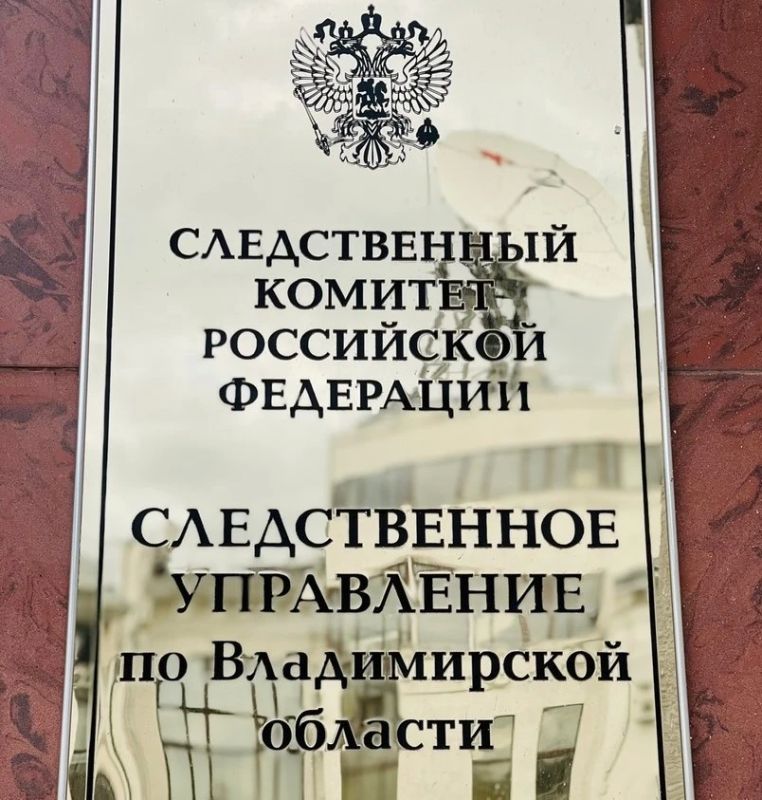 СЛЕДСТВЕННЫЙ
КОМИТЕТ
РОССИЙСКОЙ
ФЕДЕРАЦИИ
СЛЕДСТВЕННОЕ
УПРАВЛЕНИЕ
по Владимирской
области